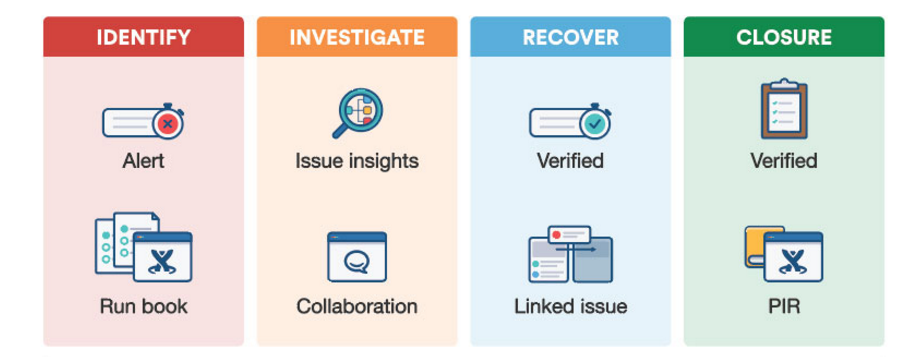 IDENTIFY
Alert
Run book
INVESTIGATE
Issue insights
Collaboration
RECOVER
Verified
Linked issue
CLOSURE
Verified
PIR